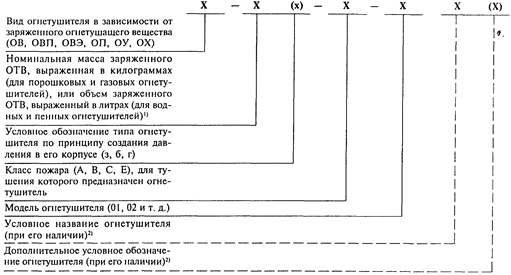 X — X (x) — X — X X (X)
Вид огнетушителя в зависимости от
заряженного огнетушащего вещества
(ОВ, ОВП, ОВЭ, ОП, ОУ, ОХ)
Номинальная масса заряженного
ОТВ, выраженная в килограммах
(для порошковых и газовых огнету-
шителей), или объем заряженного
ОТВ, выраженный в литрах (для вод-
ных и пенных огнетушителей)¹⁾
Условное обозначение типа огнету-
шителя по принципу создания дав-
ления в его корпусе (з, б, г)
Класс пожара (А, В, С, Е), для ту-
шения которого предназначен огне-
тушитель
Модель огнетушителя (01, 02 и т. д.)
Условное название огнетушителя
(при его наличии)²⁾
Дополнительное условное обозначе-
ние огнетушителя (при его наличии)²⁾